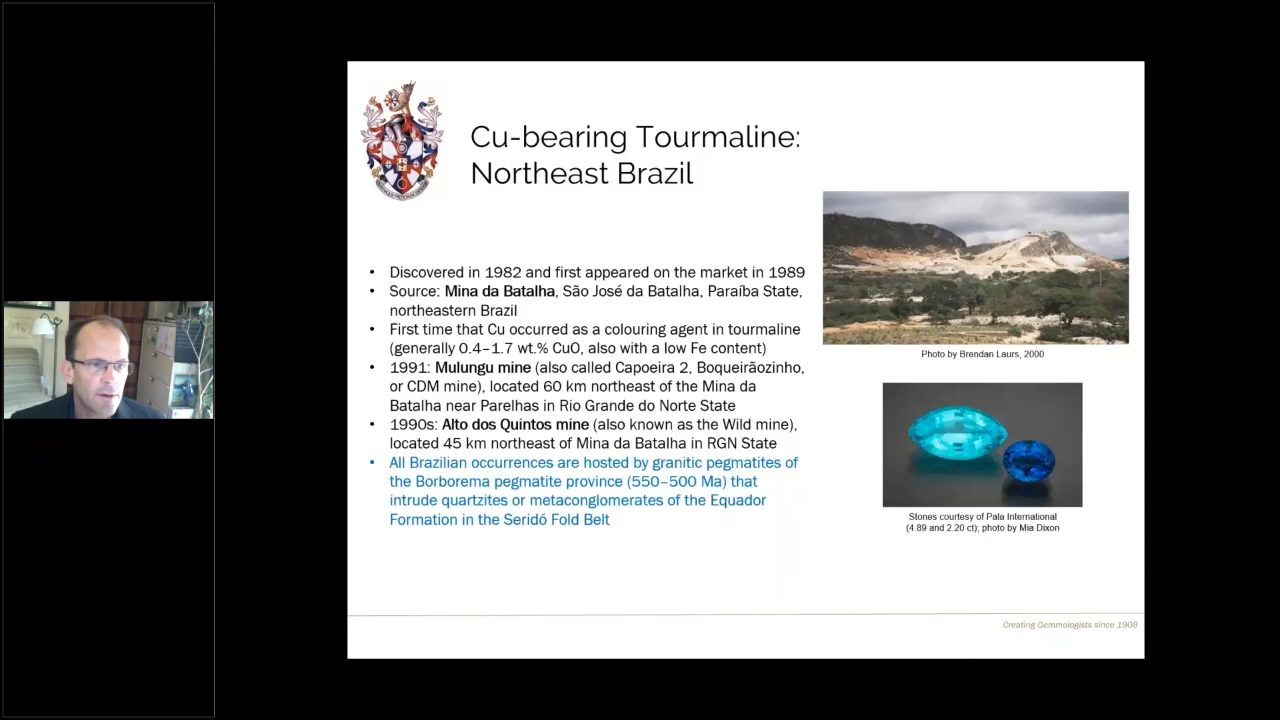 Cu-bearing Tourmaline:
Northeast Brazil
• Discovered in 1982 and first appeared on the market in 1989
• Source: Mina da Batalha, São José da Batalha, Paraíba State,
northeastern Brazil
• First time that Cu occurred as a colouring agent in tourmaline
(generally 0.4–1.7 wt.% CuO, also with a low Fe content)
• 1991: Mulungu mine (also called Capoeira 2, Boqueirãozinho,
or CDM mine), located 60 km northeast of the Mina da
Batalha near Parelhas in Rio Grande do Norte State
• 1990s: Alto dos Quintos mine (also known as the Wild mine),
located 45 km northeast of Mina da Batalha in RGN State
• All Brazilian occurrences are hosted by granitic pegmatites of
the Borborema pegmatite province (550–500 Ma) that
intrude quartzites or metaconglomerates of the Equador
Formation in the Seridó Fold Belt
Photo by Brendan Laurs, 2000
Stones courtesy of Pala International
(4.89 and 2.20 ct); photo by Mia Dixon
Creating Gemmologists since 1908